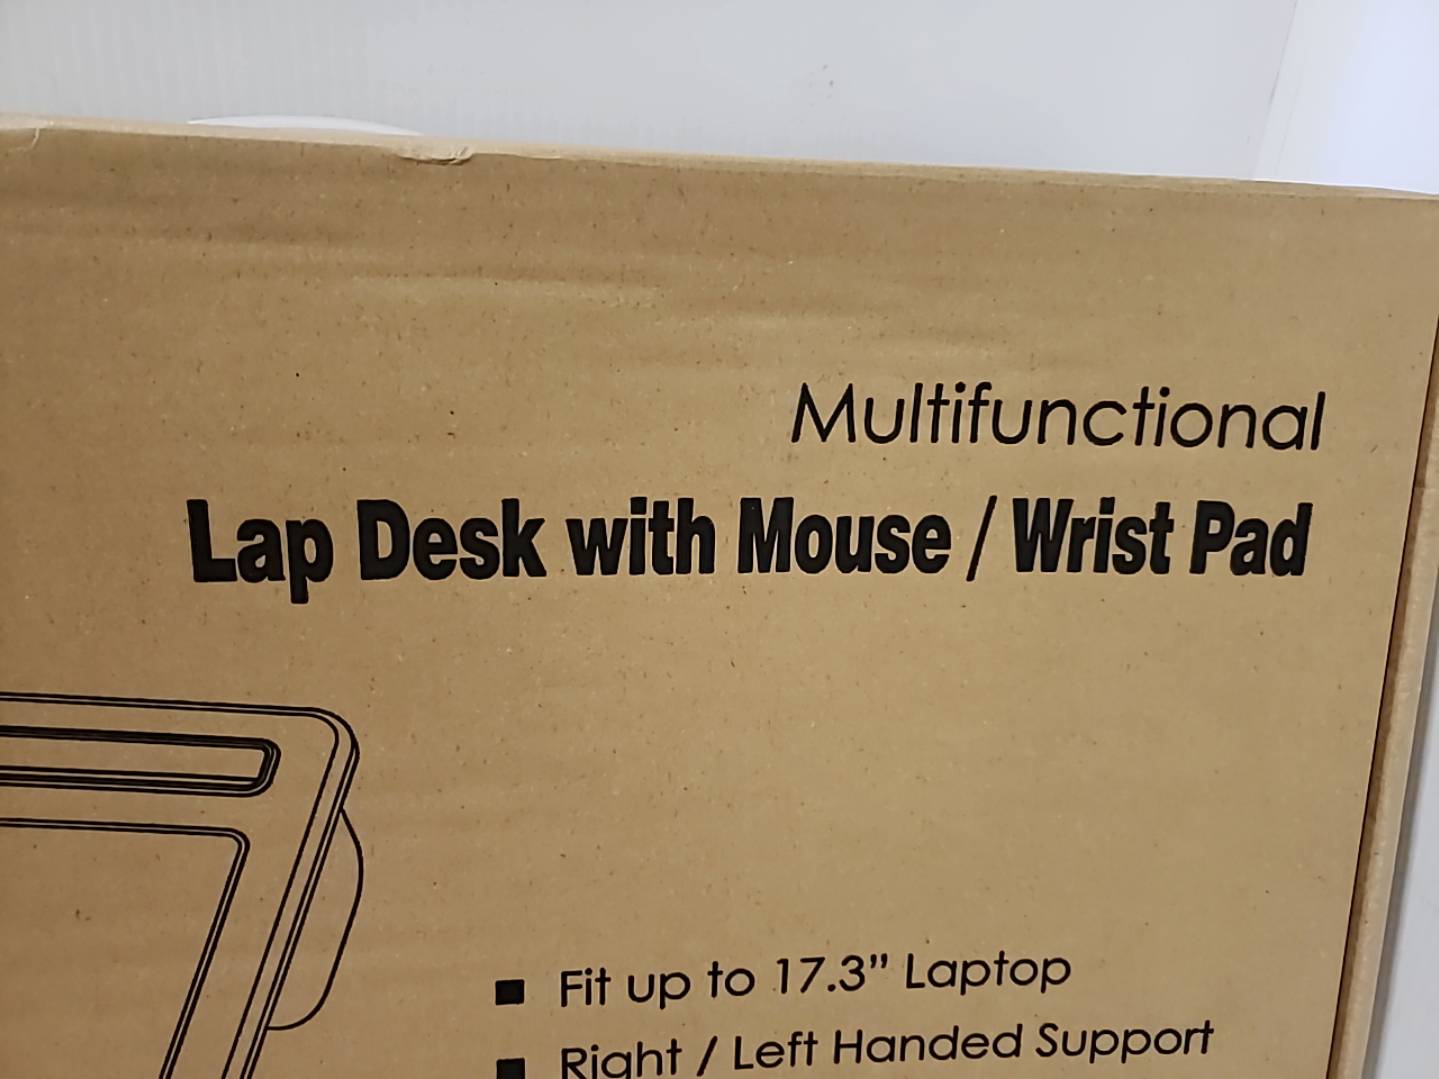 Multifunctional
Lap Desk with Mouse / Wrist Pad
■ Fit up to 17.3” Laptop
■ Right / Left Handed Support